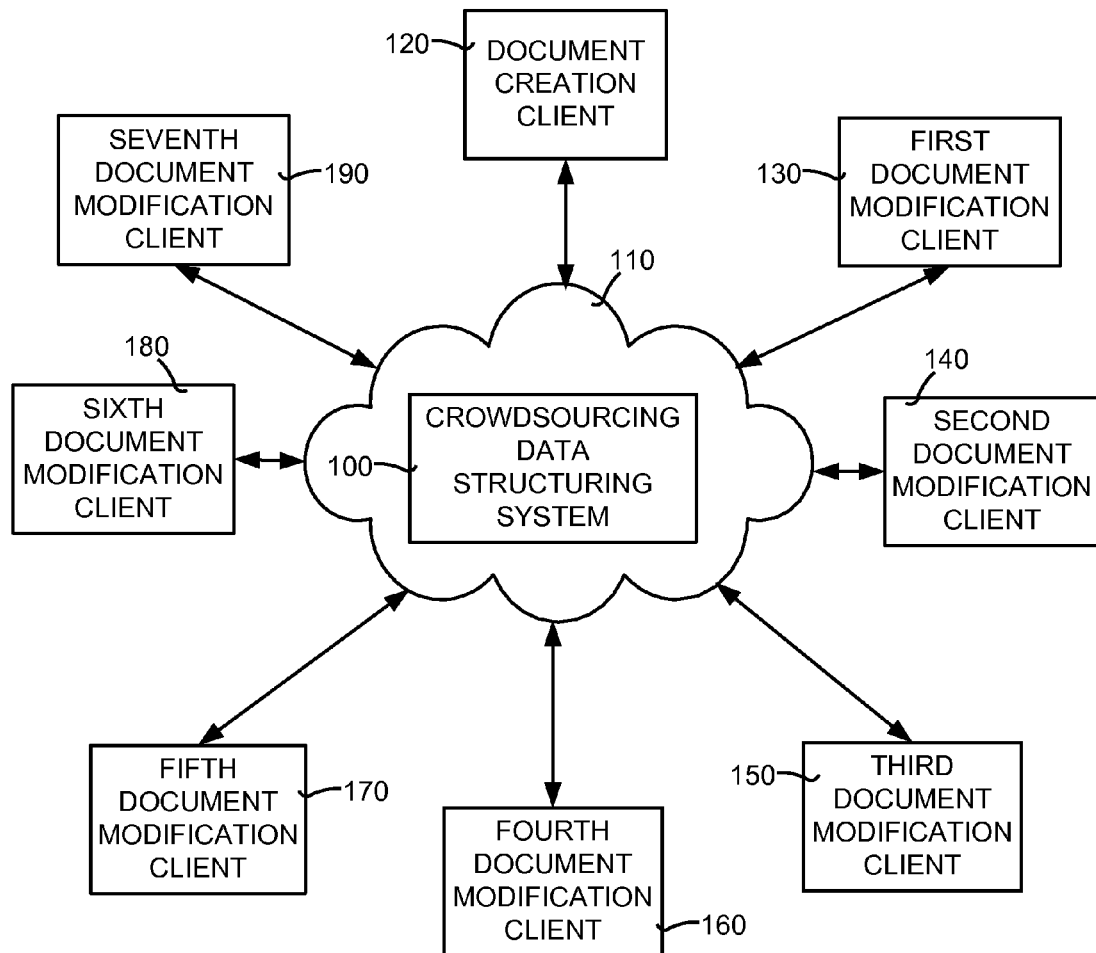 120
DOCUMENT
CREATION
CLIENT
SEVENTH
DOCUMENT
MODIFICATION
CLIENT
190
130
FIRST
DOCUMENT
MODIFICATION
CLIENT
110
180
SIXTH
DOCUMENT
MODIFICATION
CLIENT
100
CROWDSOURCING
DATA
STRUCTURING
SYSTEM
140
SECOND
DOCUMENT
MODIFICATION
CLIENT
FIFTH
DOCUMENT
MODIFICATION
CLIENT
170
FOURTH
DOCUMENT
MODIFICATION
CLIENT
160
150
THIRD
DOCUMENT
MODIFICATION
CLIENT